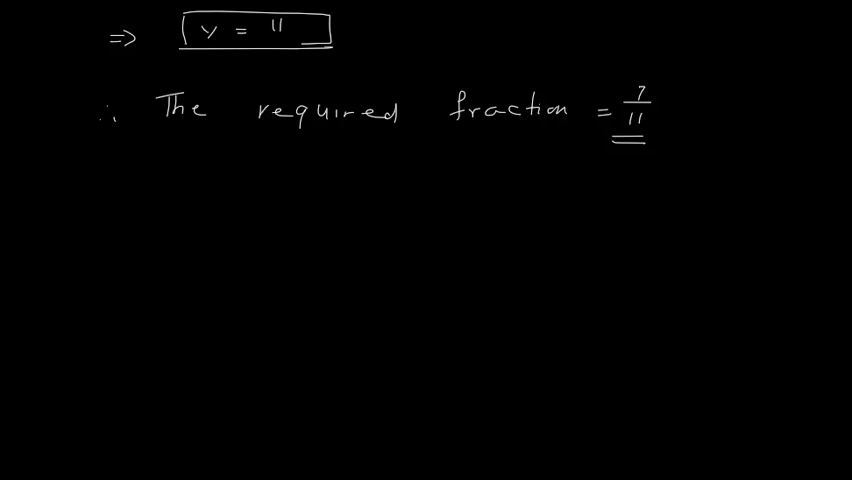 => y = 11
∴ The required fraction = 7/11